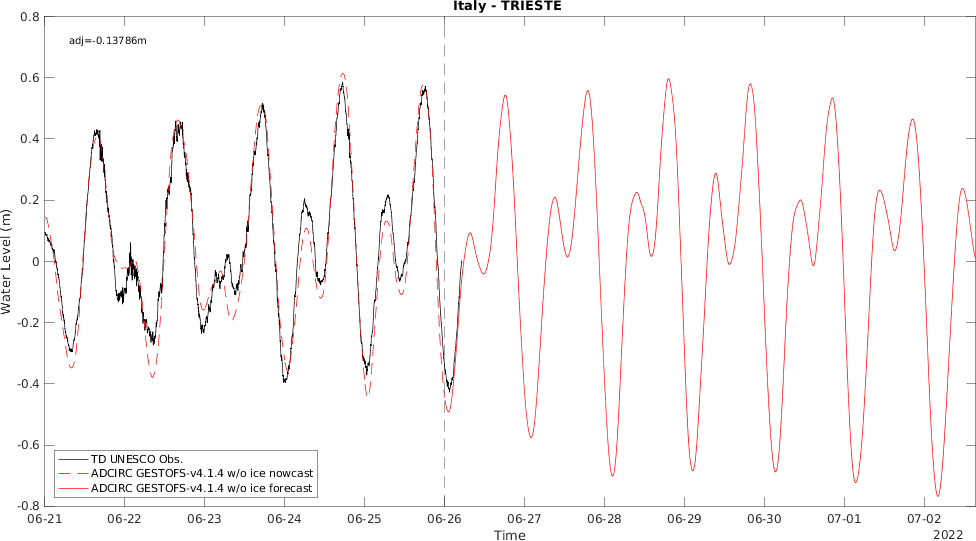 Italy - TRIESTE
adj=-0.13786m
Water Level (m)
0.8
0.6
0.4
0.2
0
-0.2
-0.4
-0.6
-0.8
TD UNESCO Obs.
ADCIRC GESTOFS-v4.1.4 w/o ice nowcast
ADCIRC GESTOFS-v4.1.4 w/o ice forecast
06-21 06-22 06-23 06-24 06-25 06-26 06-27 06-28 06-29 06-30 07-01 07-02
Time
2022